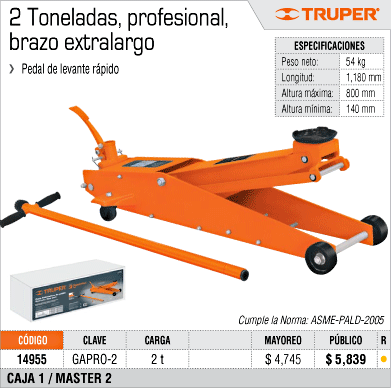 2 Toneladas, profesional,
brazo extralargo
› Pedal de levante rápido
TRUPER®
ESPECIFICACIONES
Peso neto: 54 kg
Longitud: 1,180 mm
Altura máxima: 800 mm
Altura mínima: 140 mm
TRUPER
Cumple la Norma: ASME-PALD-2005
CÓDIGO CLAVE CARGA MAYOREO PÚBLICO R
14955 GAPRO-2 2 t $ 4,745 $ 5,839
CAJA 1 / MASTER 2